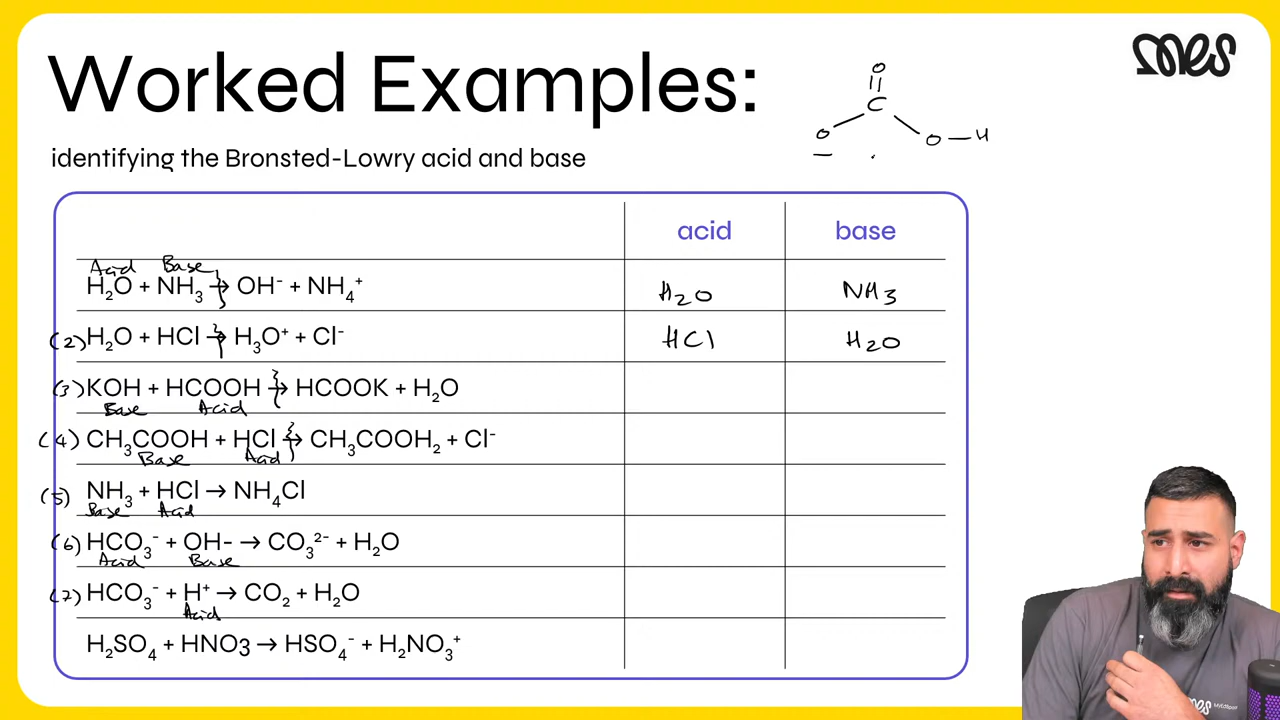 Worked Examples:
mes
O
C
O O — H
identifying the Bronsted-Lowry acid and base
acid base
Acid Base
H₂O + NH₃ → OH⁻ + NH₄⁺ H₂O NH₃
(2) H₂O + HCl → H₃O⁺ + Cl⁻ HCl H₂O
(3) KOH + HCOOH → HCOOK + H₂O
Base Acid
(4) CH₃COOH + HCl → CH₃COOH₂ + Cl⁻
Base Acid
(5) NH₃ + HCl → NH₄Cl
Base Acid
(6) HCO₃⁻ + OH- → CO₃²⁻ + H₂O
Acid Base
(7) HCO₃⁻ + H⁺ → CO₂ + H₂O
Acid
H₂SO₄ + HNO3 → HSO₄⁻ + H₂NO₃⁺